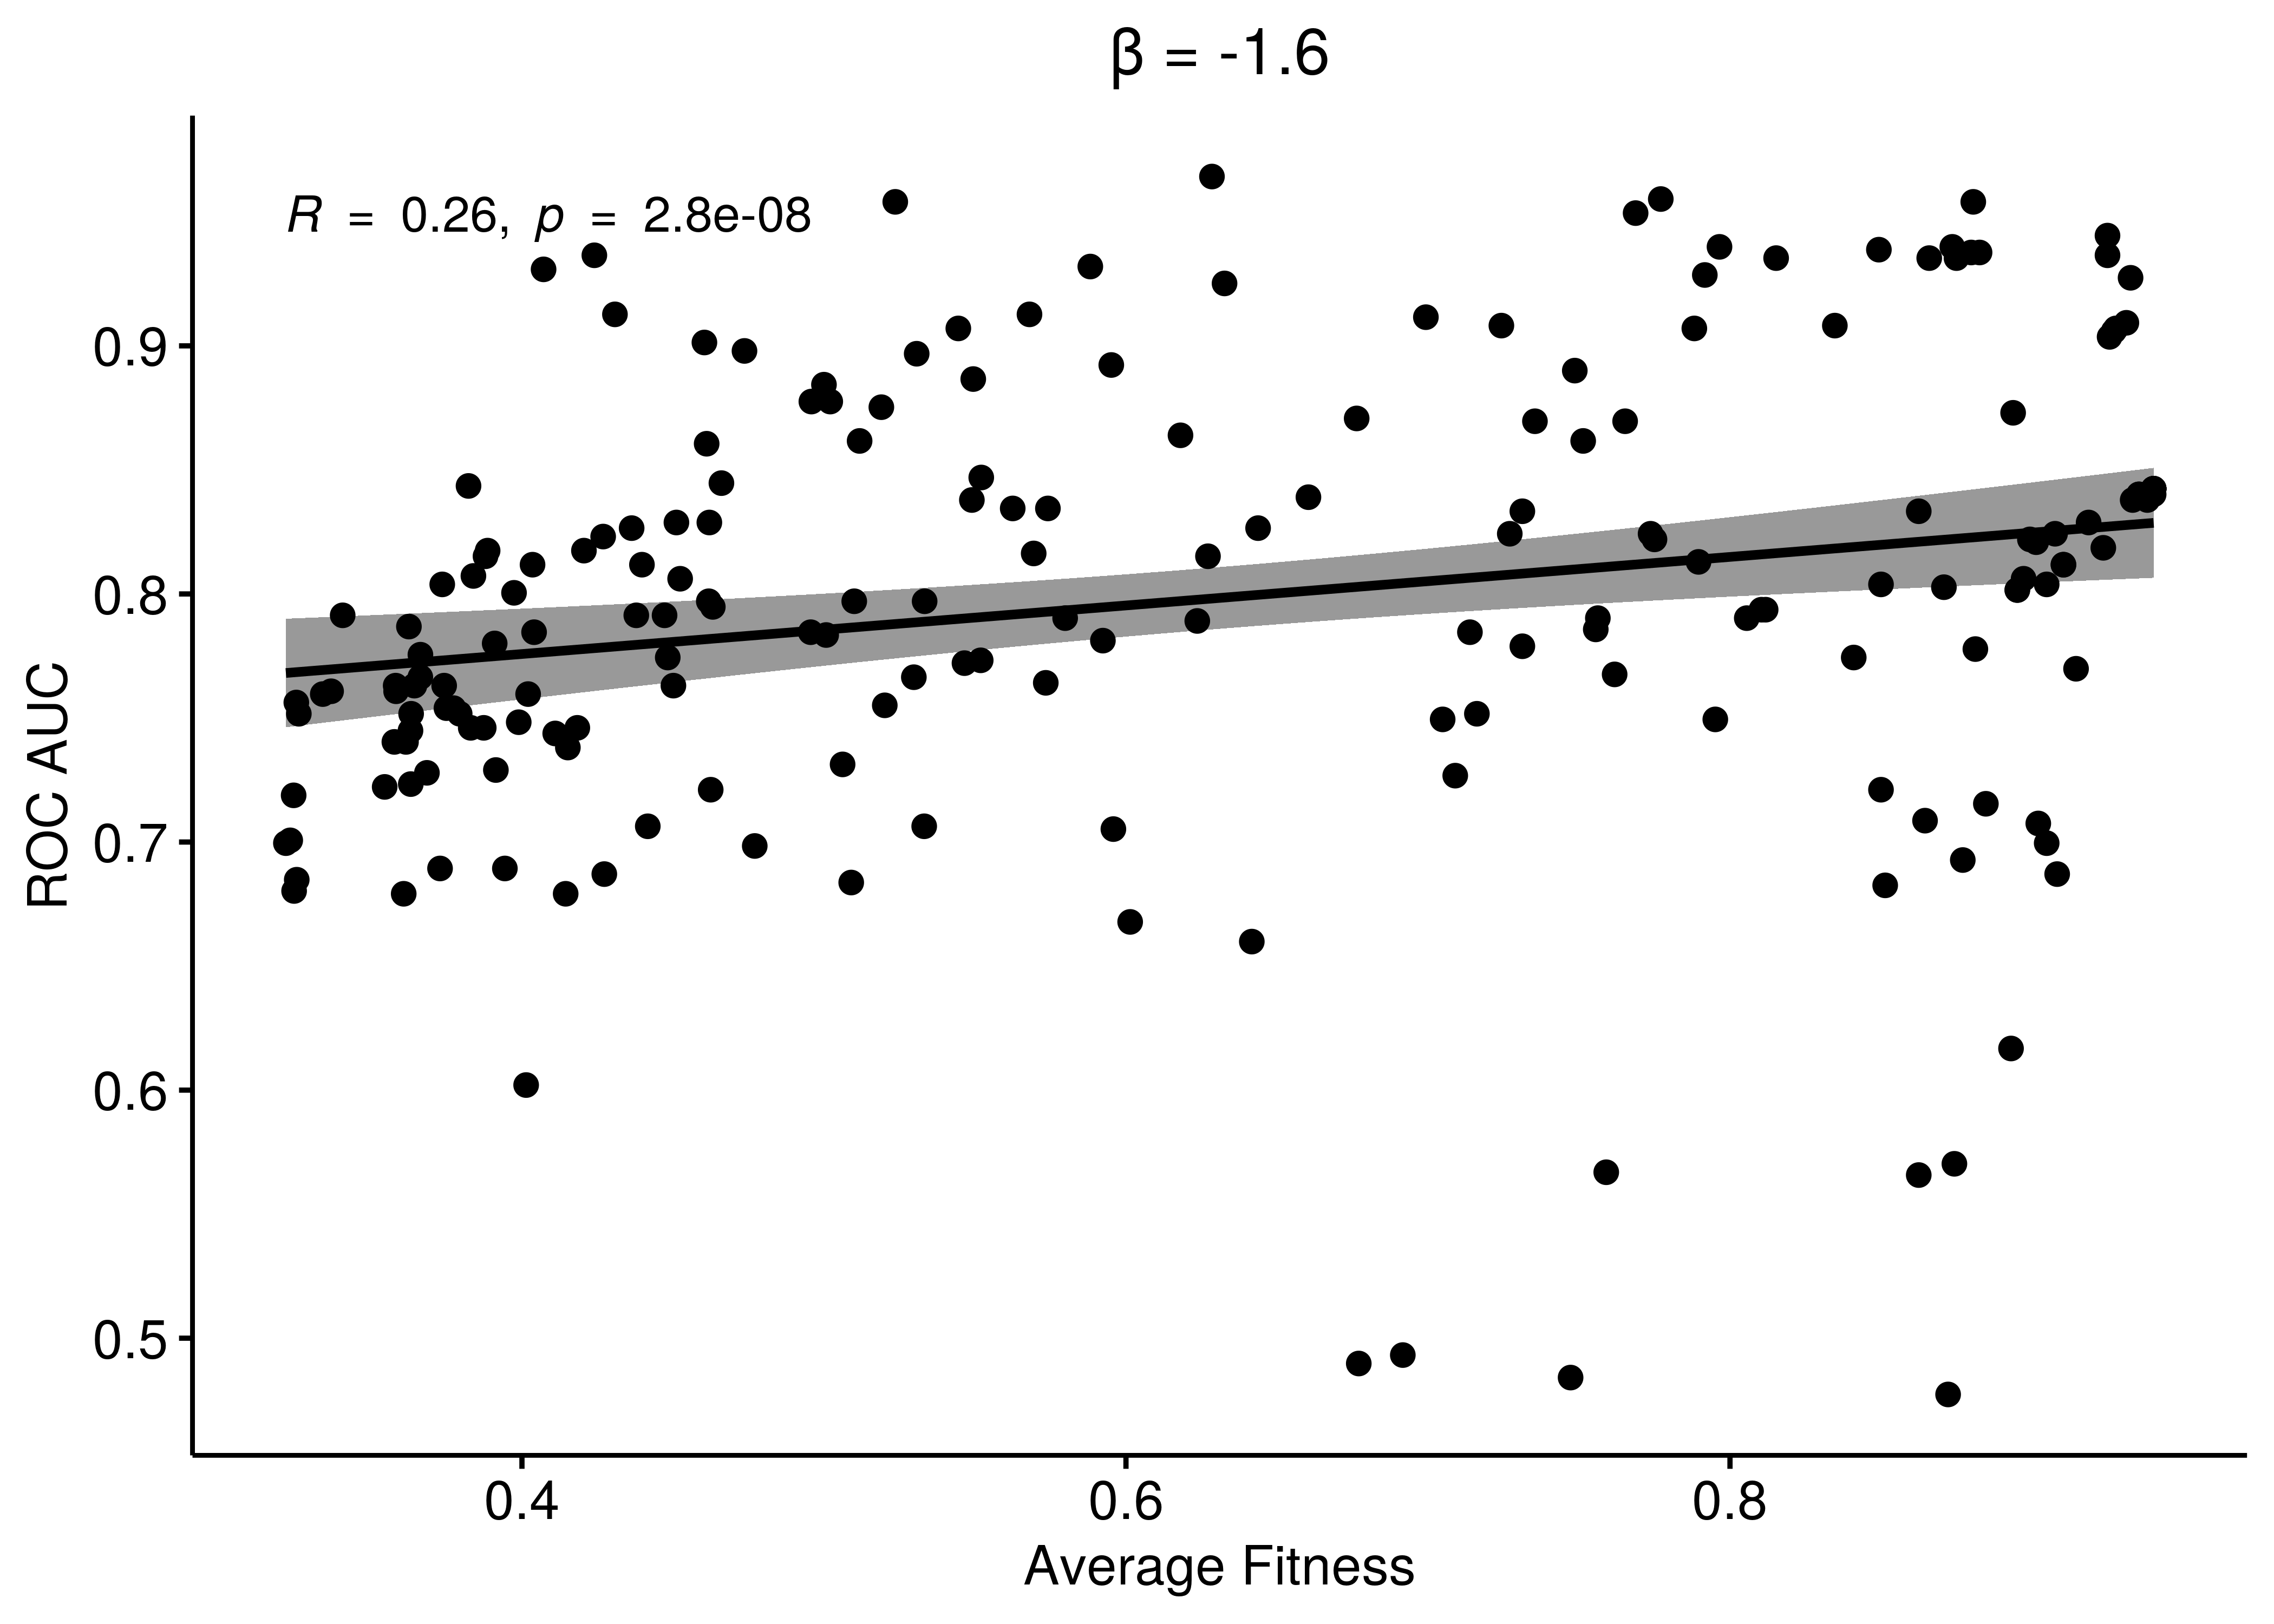 β = -1.6
R = 0.26, p = 2.8e-08
0.9
0.8
0.7
0.6
0.5
ROC AUC
0.4 0.6 0.8
Average Fitness